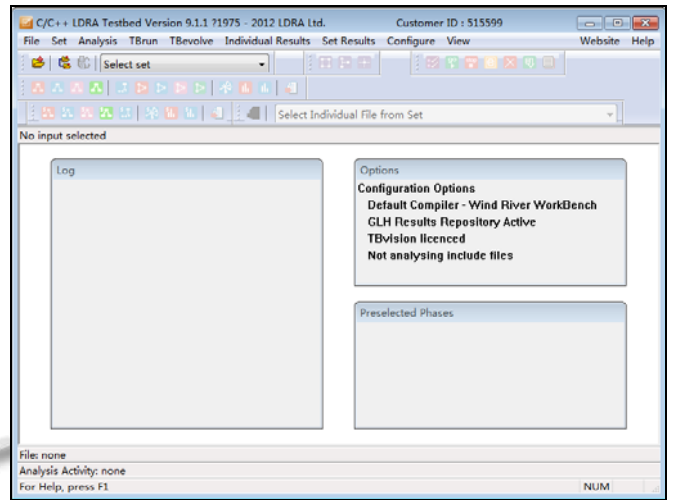 C/C++ LDRA Testbed Version 9.1.1 ?1975 - 2012 LDRA Ltd. Customer ID : 515599
File Set Analysis TBrun TBevolve Individual Results Set Results Configure View Website Help
Select set
Select Individual File from Set
No input selected
Log
Options
Configuration Options
Default Compiler - Wind River WorkBench
GLH Results Repository Active
TBvision licenced
Not analysing include files
Preselected Phases
File: none
Analysis Activity: none
For Help, press F1 NUM